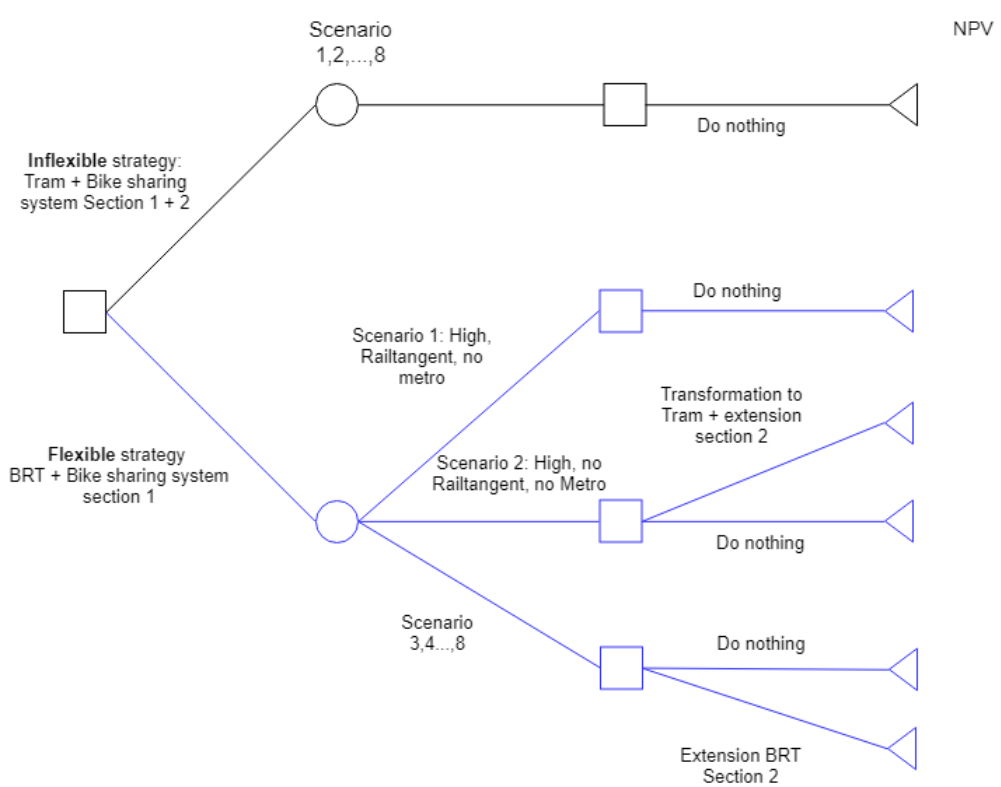 Scenario
1,2,...,8
NPV
Do nothing
Inflexible strategy:
Tram + Bike sharing
system Section 1 + 2
Do nothing
Scenario 1: High,
Railtangent, no
metro
Transformation to
Tram + extension
section 2
Flexible strategy
BRT + Bike sharing system
section 1
Scenario 2: High, no
Railtangent, no Metro
Do nothing
Scenario
3,4...,8
Do nothing
Extension BRT
Section 2